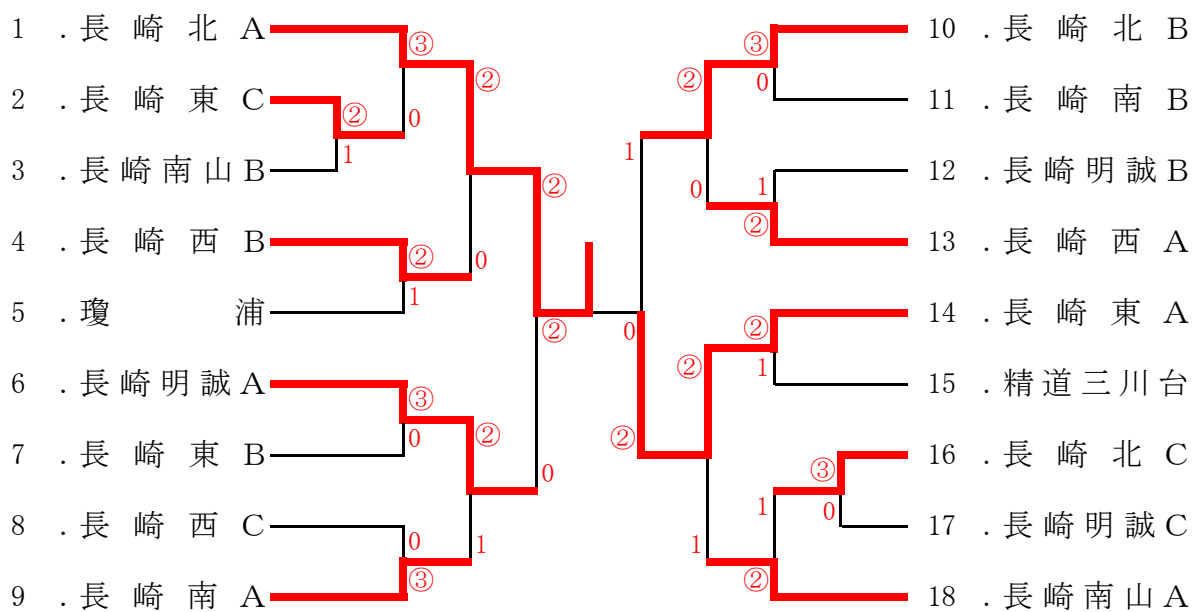 1 .長崎北A ③ ③ 10 .長崎北B
② ②
2 .長崎東C ② 0 0 11 .長崎南B
1 1
3 .長崎南山B ② 0 1 12 .長崎明誠B
4 .長崎西B ② 0 ② 13 .長崎西A
1
5 .瓊浦 ② 0 ② 14 .長崎東A
② 1
6 .長崎明誠A ③ 15 .精道三川台
0 ② ②
7 .長崎東B 0 ③ 16 .長崎北C
1 0
8 .長崎西C 0 1 1 17 .長崎明誠C
③ ②
9 .長崎南A 18 .長崎南山A